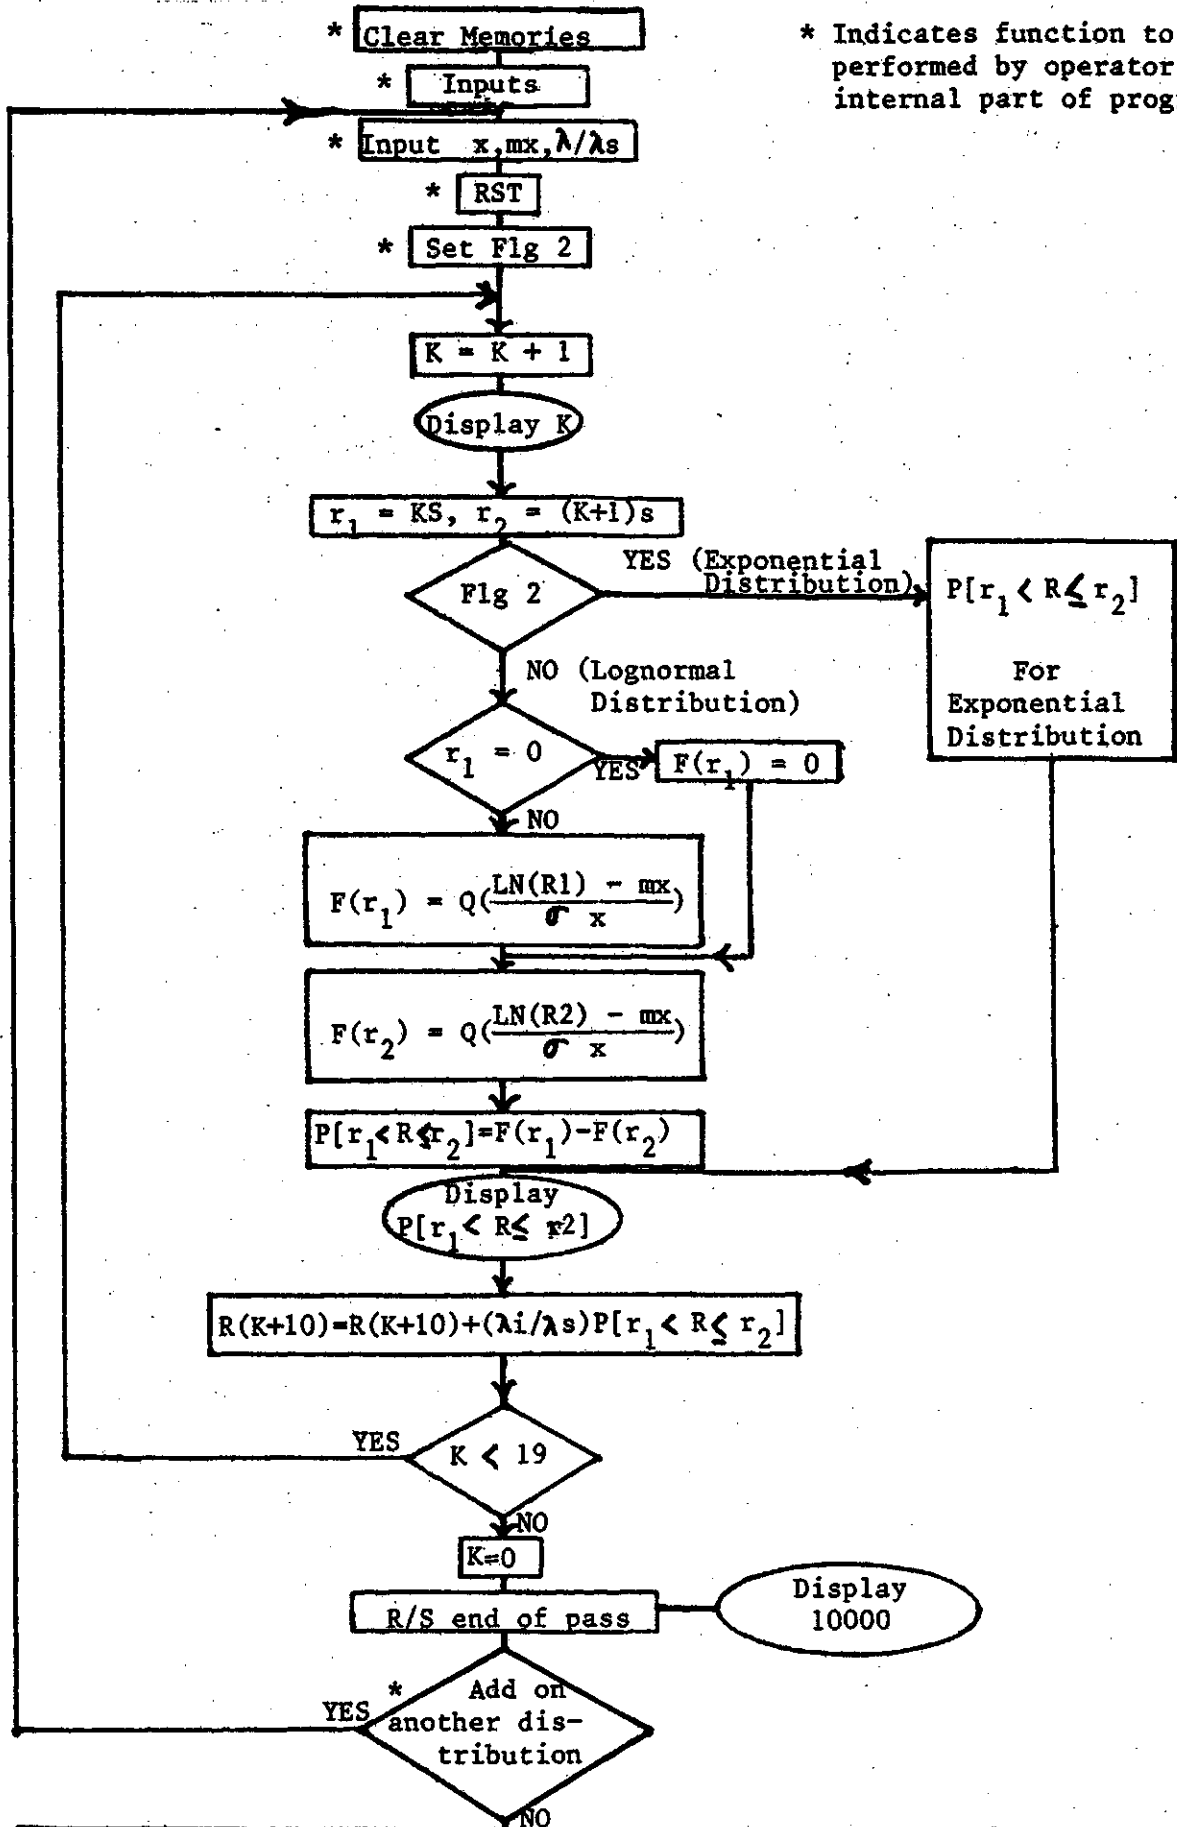 * Clear Memories
* Indicates function to
performed by operator
internal part of prog
* Inputs
* Input x,mx,λ/λs
* RST
* Set Flg 2
K = K + 1
Display K
r1 = KS, r2 = (K+1)s
Flg 2
YES (Exponential
Distribution)
P[r1 < R ≤ r2]
For
Exponential
Distribution
NO (Lognormal
Distribution)
r1 = 0
YES
F(r1) = 0
NO
F(r1) = Q(LN(R1) - mx / σ x)
F(r2) = Q(LN(R2) - mx / σ x)
P[r1 < R ≤ r2]=F(r1)-F(r2)
Display
P[r1 < R ≤ r2]
R(K+10)=R(K+10)+(λi/λs)P[r1 < R ≤ r2]
YES
K < 19
NO
K=0
R/S end of pass
Display
10000
* Add on
YES
another dis-
tribution
NO